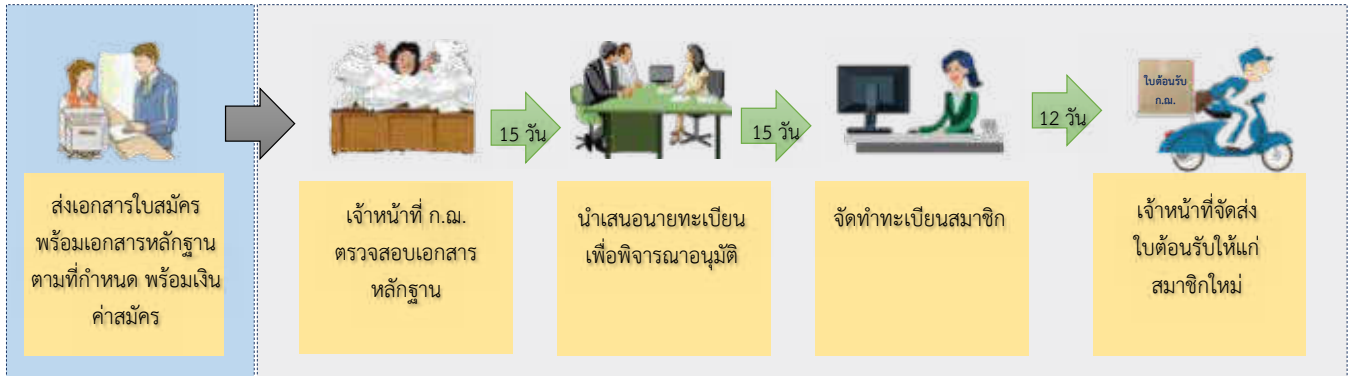 ใบต้อนรับ
ก.ฌ.
15 วัน
15 วัน
12 วัน
ส่งเอกสารใบสมัคร
พร้อมเอกสารหลักฐาน
ตามที่กำหนด พร้อมเงิน
ค่าสมัคร
เจ้าหน้าที่ ก.ฌ.
ตรวจสอบเอกสาร
หลักฐาน
นำเสนอนายทะเบียน
เพื่อพิจารณาอนุมัติ
จัดทำทะเบียนสมาชิก
เจ้าหน้าที่จัดส่ง
ใบต้อนรับให้แก่
สมาชิกใหม่